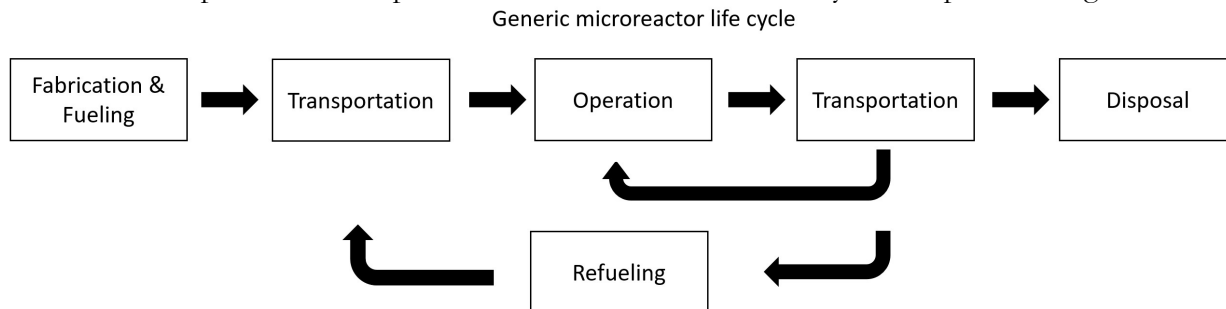 Generic microreactor life cycle
Fabrication &
Fueling
Transportation
Operation
Transportation
Disposal
Refueling